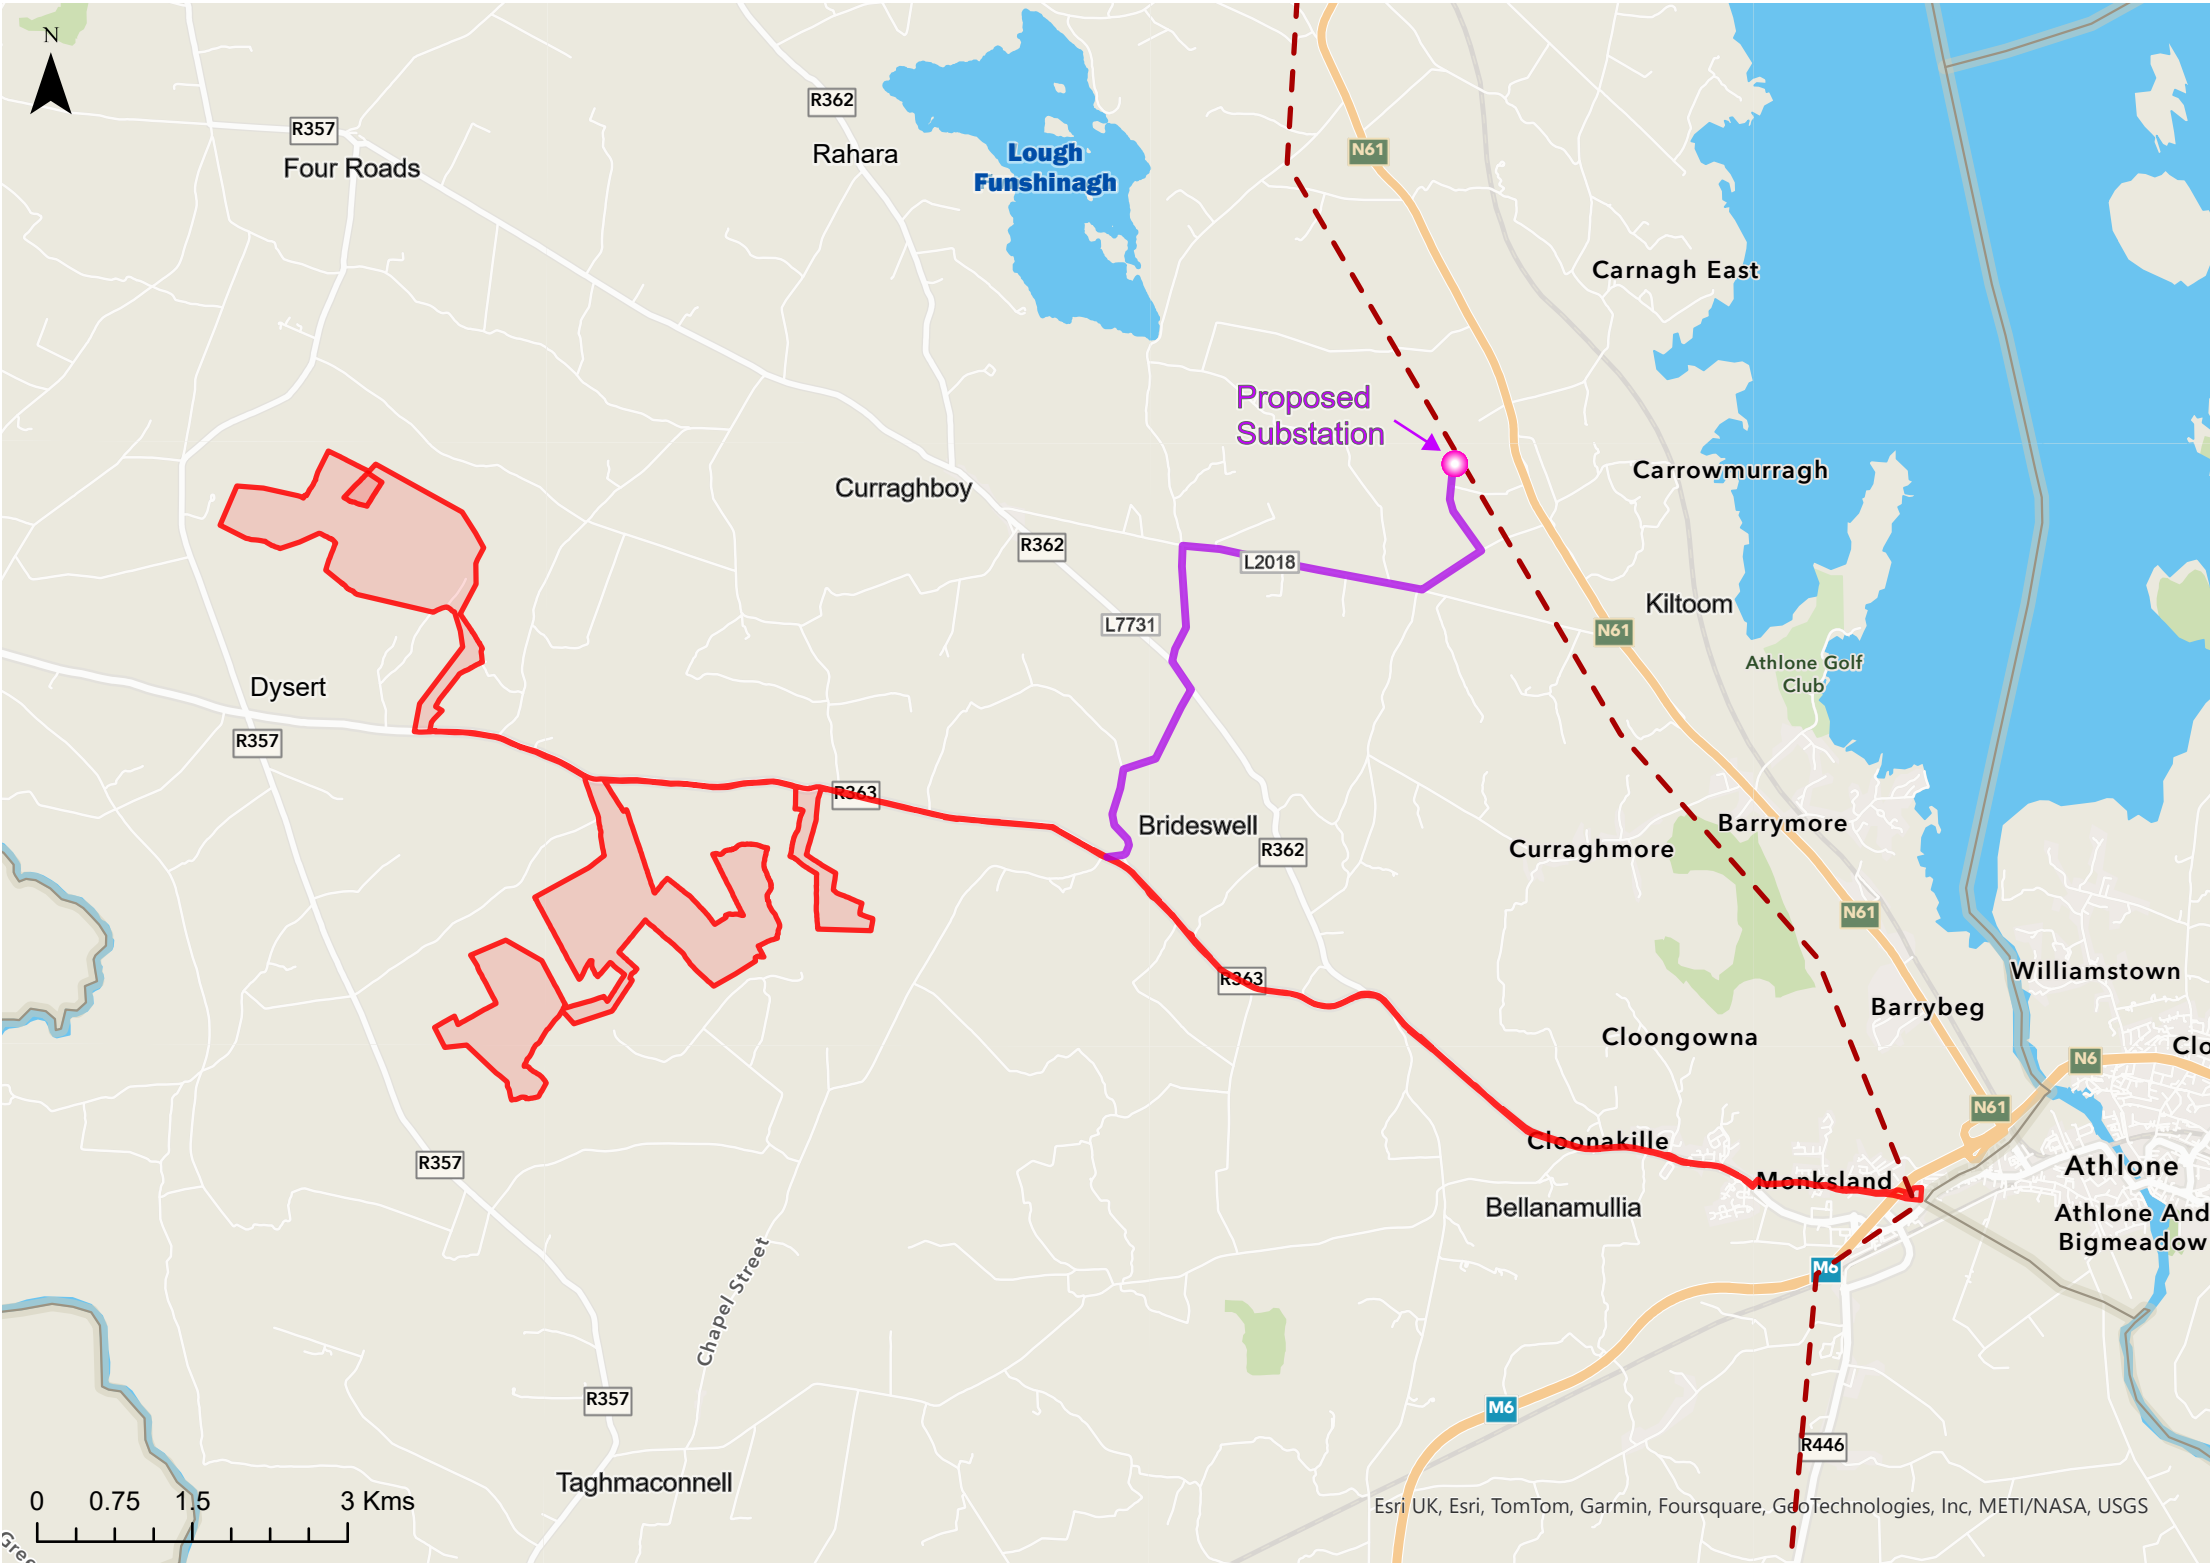 N
R362
R357
Rahara
Lough
Funshinagh
N61
Four Roads
Carnagh East
Proposed
Substation
Carrowmurragh
Curraghboy
R362
L2018
Kiltoom
L7731
N61
Athlone Golf
Club
Dysert
R357
R363
Brideswell
Barrymore
R362
Curraghmore
N61
Williamstown
R363
Barrybeg
Cloongowna
Clo
N6
N61
Cloonakille
R357
Monksland
Athlone
Bellanamullia
Athlone And
Bigmeadow
M6
Chapel Street
R357
M6
R446
Taghmaconnell
0 0.75 1.5 3 Kms
Esri UK, Esri, TomTom, Garmin, Foursquare, GeoTechnologies, Inc, METI/NASA, USGS